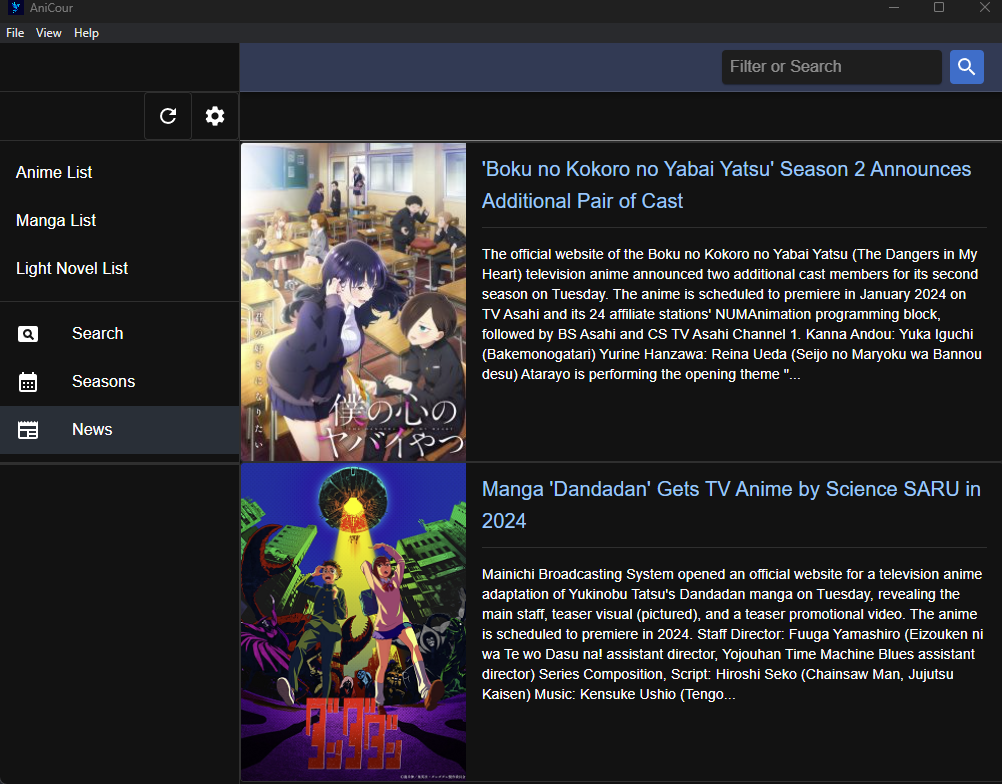 AniCour
File View Help
Filter or Search
Anime List
Manga List
Light Novel List
Search
Seasons
News
'Boku no Kokoro no Yabai Yatsu' Season 2 Announces
Additional Pair of Cast
The official website of the Boku no Kokoro no Yabai Yatsu (The Dangers in My
Heart) television anime announced two additional cast members for its second
season on Tuesday. The anime is scheduled to premiere in January 2024 on
TV Asahi and its 24 affiliate stations' NUMAnimation programming block,
followed by BS Asahi and CS TV Asahi Channel 1. Kanna Andou: Yuka Iguchi
(Bakemonogatari) Yurine Hanzawa: Reina Ueda (Seijo no Maryoku wa Bannou
desu) Atarayo is performing the opening theme "...
君の好きになりたい
僕の心の
ヤバイやつ
Manga 'Dandadan' Gets TV Anime by Science SARU in
2024
Mainichi Broadcasting System opened an official website for a television anime
adaptation of Yukinobu Tatsu's Dandadan manga on Tuesday, revealing the
main staff, teaser visual (pictured), and a teaser promotional video. The anime
is scheduled to premiere in 2024. Staff Director: Fuuga Yamashiro (Eizouken ni
wa Te wo Dasu na! assistant director, Yojouhan Time Machine Blues assistant
director) Series Composition, Script: Hiroshi Seko (Chainsaw Man, Jujutsu
Kaisen) Music: Kensuke Ushio (Tengo...
ダンダダン